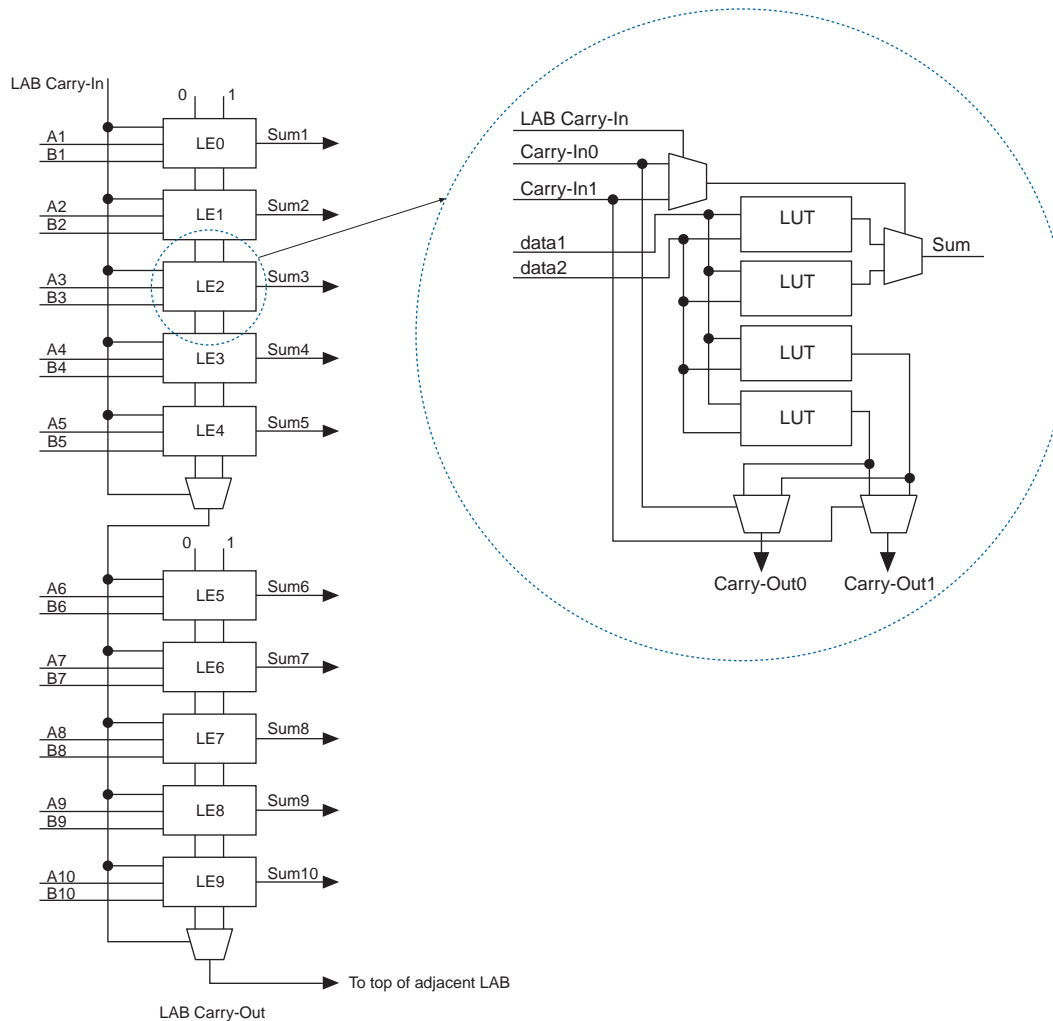 LAB Carry-In
0 1
A1
B1
LE0
Sum1
A2
B2
LE1
Sum2
A3
B3
LE2
Sum3
A4
B4
LE3
Sum4
A5
B5
LE4
Sum5
0 1
A6
B6
LE5
Sum6
A7
B7
LE6
Sum7
A8
B8
LE7
Sum8
A9
B9
LE8
Sum9
A10
B10
LE9
Sum10
To top of adjacent LAB
LAB Carry-Out
LAB Carry-In
Carry-In0
Carry-In1
data1
data2
LUT
LUT
LUT
LUT
Sum
Carry-Out0
Carry-Out1